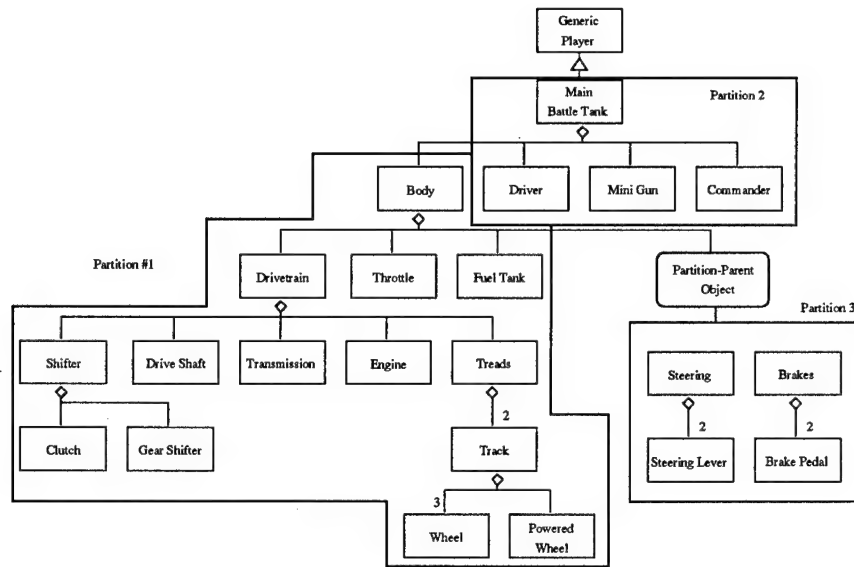 Generic
Player
Main
Battle Tank
Partition 2
Body
Driver
Mini Gun
Commander
Partition #1
Drivetrain
Throttle
Fuel Tank
Partition-Parent
Object
Partition 3
Shifter
Drive Shaft
Transmission
Engine
Treads
Steering
Brakes
2
2
2
Clutch
Gear Shifter
Track
Steering Lever
Brake Pedal
3
Wheel
Powered
Wheel